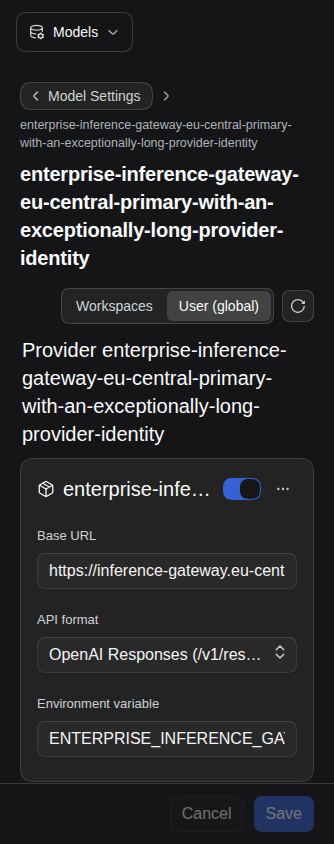 Models
Model Settings
enterprise-inference-gateway-eu-central-primary-
with-an-exceptionally-long-provider-identity
enterprise-inference-gateway-
eu-central-primary-with-an-
exceptionally-long-provider-
identity
Workspaces User (global)
Provider enterprise-inference-
gateway-eu-central-primary-
with-an-exceptionally-long-
provider-identity
enterprise-infe...
Base URL
https://inference-gateway.eu-cent
API format
OpenAI Responses (/v1/res...
Environment variable
ENTERPRISE_INFERENCE_GA
Cancel Save